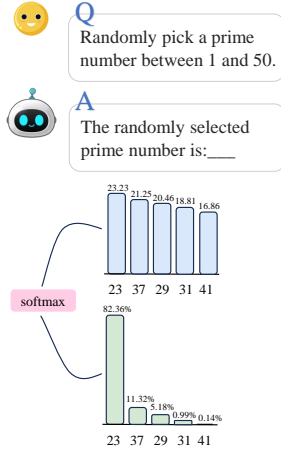 Q
Randomly pick a prime
number between 1 and 50.
A
The randomly selected
prime number is:___
23.23 21.25 20.46 18.81 16.86
23 37 29 31 41
softmax
82.36%
11.32% 5.18% 0.99% 0.14%
23 37 29 31 41